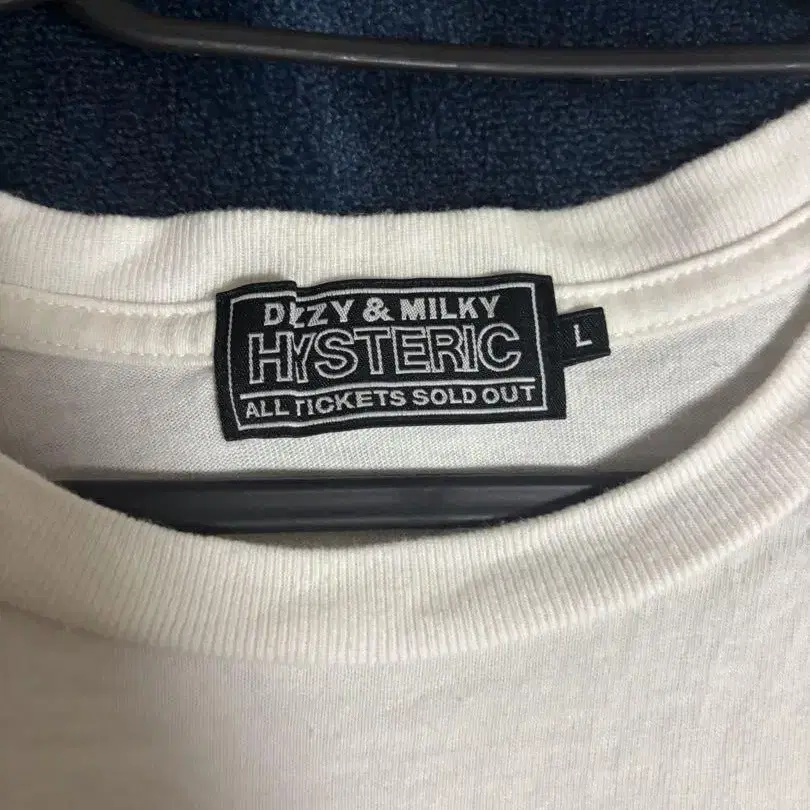 DIZZY & MILKY
HYSTERIC
ALL TICKETS SOLD OUT
L